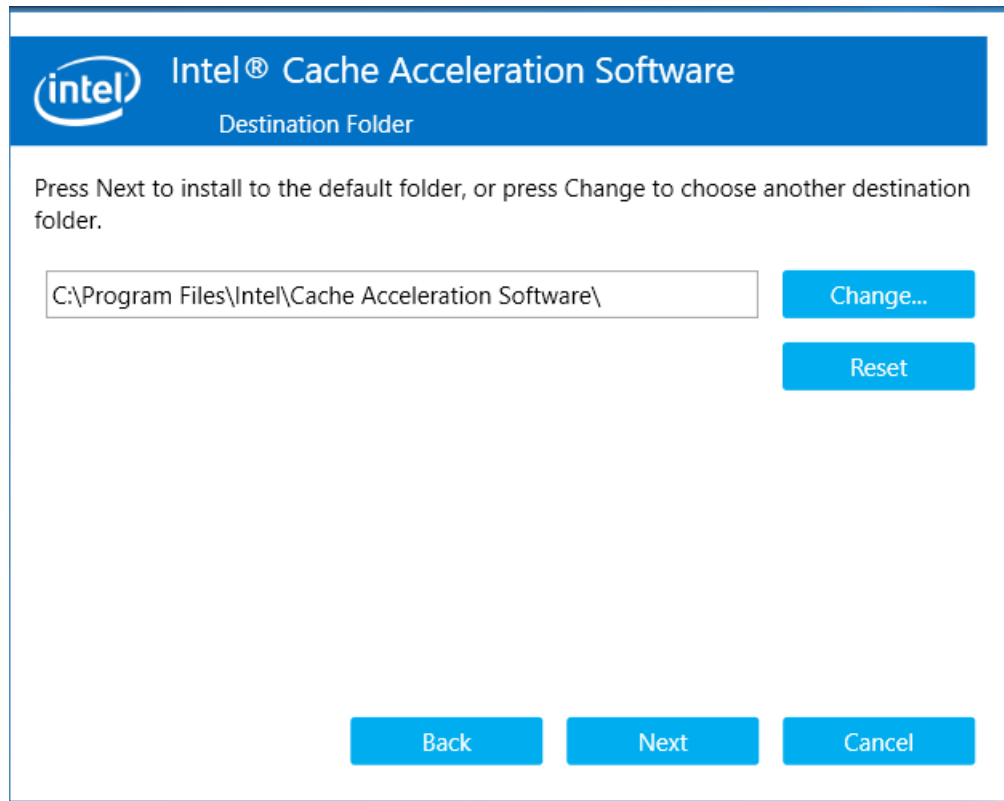 intel
Intel® Cache Acceleration Software
Destination Folder
Press Next to install to the default folder, or press Change to choose another destination
folder.
C:\Program Files\Intel\Cache Acceleration Software\
Change...
Reset
Back
Next
Cancel